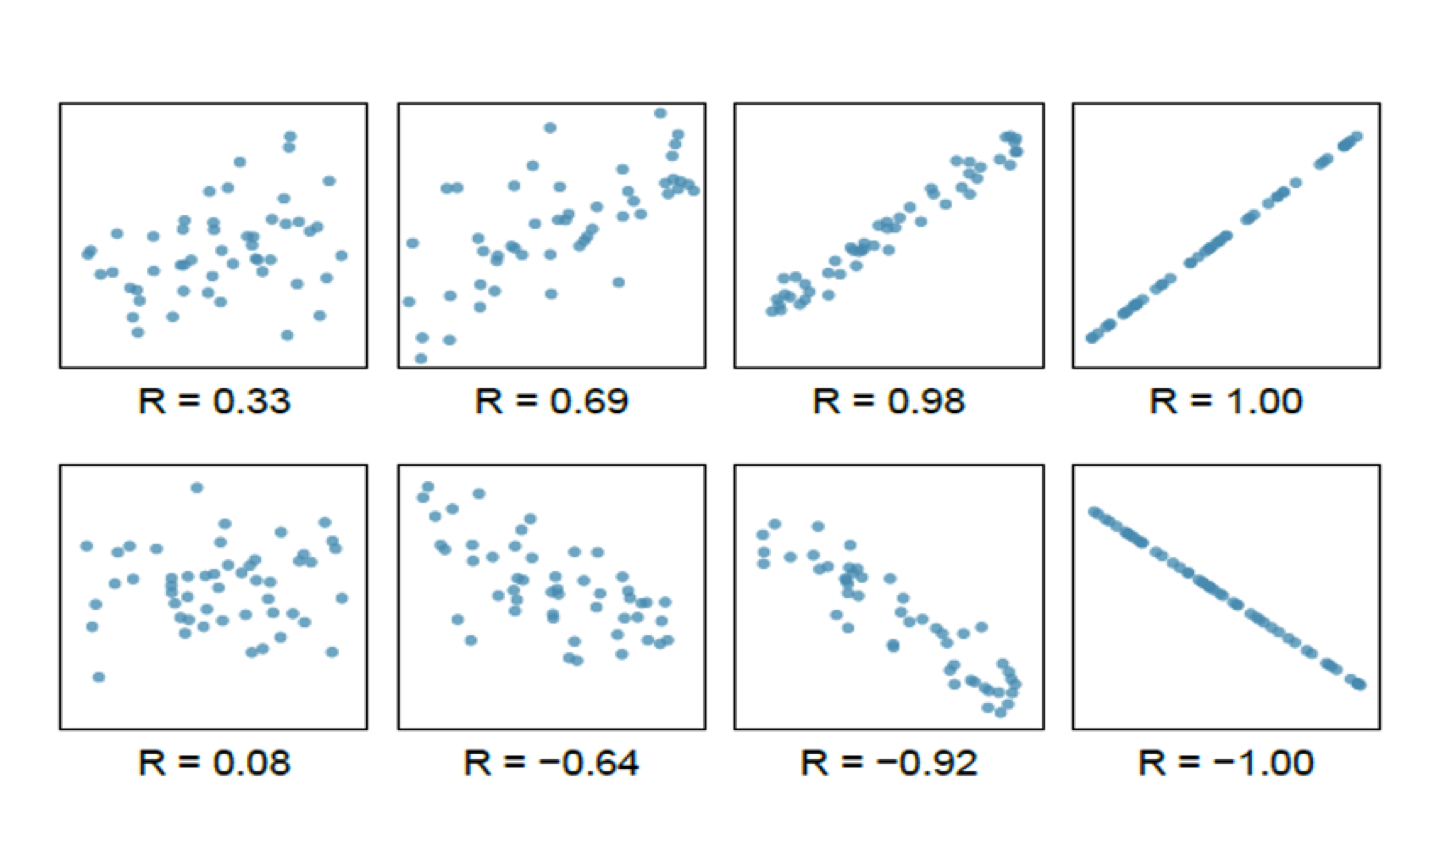 R = 0.33
R = 0.69
R = 0.98
R = 1.00
R = 0.08
R = −0.64
R = −0.92
R = −1.00